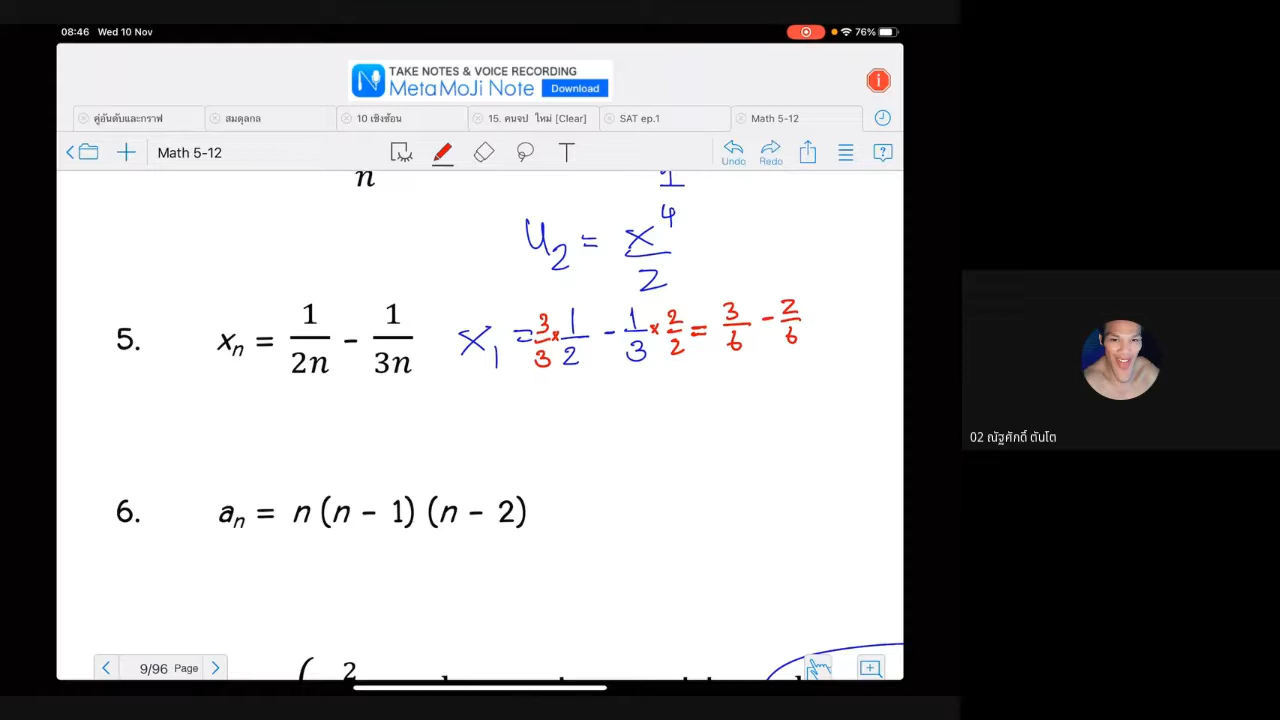 08:46 Wed 10 Nov 76%
TAKE NOTES & VOICE RECORDING
MetaMoJi Note Download
คู่อันดับและกราฟ สมดุลกล 10 เชิงซ้อน 15. คนจป ใหม่ [Clear] SAT ep.1 Math 5-12
Math 5-12 T Undo Redo
n 1
u₂ = x⁴/2
5. xₙ = 1/2n − 1/3n x₁ = 3/3 × 1/2 − 1/3 × 2/2 = 3/6 − 2/6
02 ณัฐศักดิ์ ตันโต
6. aₙ = n (n − 1) (n − 2)
9/96 Page
( 2